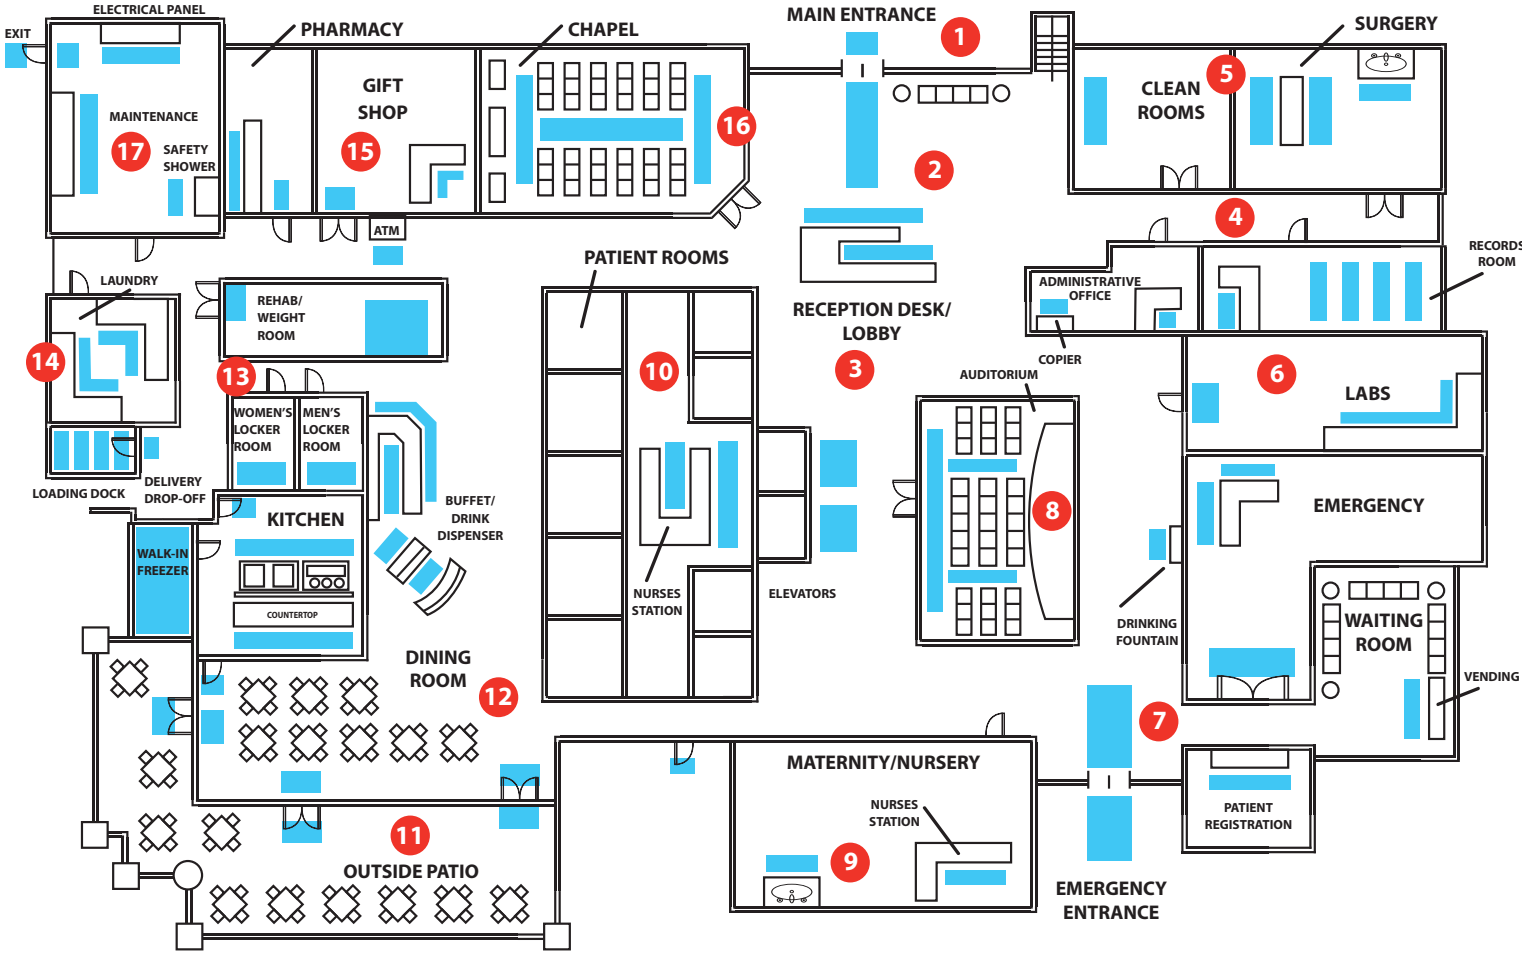 ELECTRICAL PANEL
EXIT
PHARMACY
CHAPEL
MAIN ENTRANCE
1
SURGERY
GIFT
SHOP
5
CLEAN
ROOMS
MAINTENANCE
17
SAFETY
SHOWER
15
16
2
4
ATM
PATIENT ROOMS
RECORDS
ROOM
LAUNDRY
REHAB/
WEIGHT
ROOM
ADMINISTRATIVE
OFFICE
RECEPTION DESK/
LOBBY
COPIER
14
13
10
3
AUDITORIUM
6
LABS
WOMEN'S
LOCKER
ROOM
MEN'S
LOCKER
ROOM
LOADING DOCK
DELIVERY
DROP-OFF
BUFFET/
DRINK
DISPENSER
KITCHEN
8
EMERGENCY
WALK-IN
FREEZER
COUNTERTOP
NURSES
STATION
ELEVATORS
DRINKING
FOUNTAIN
WAITING
ROOM
DINING
ROOM
12
VENDING
7
MATERNITY/NURSERY
NURSES
STATION
PATIENT
REGISTRATION
11
OUTSIDE PATIO
9
EMERGENCY
ENTRANCE